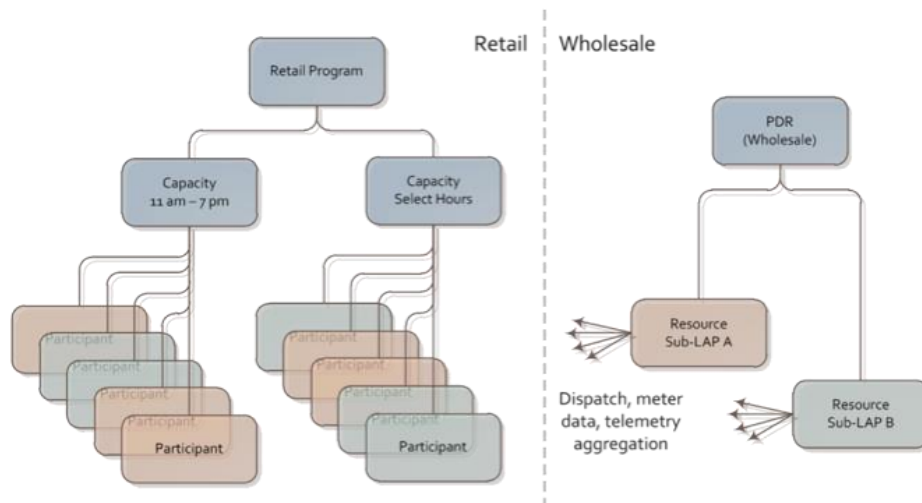 Retail
Wholesale
Retail Program
Capacity
11 am – 7 pm
Capacity
Select Hours
Participant
Participant
Participant
Participant
Participant
Participant
Participant
Participant
Participant
Participant
PDR
(Wholesale)
Resource
Sub-LAP A
Dispatch, meter
data, telemetry
aggregation
Resource
Sub-LAP B